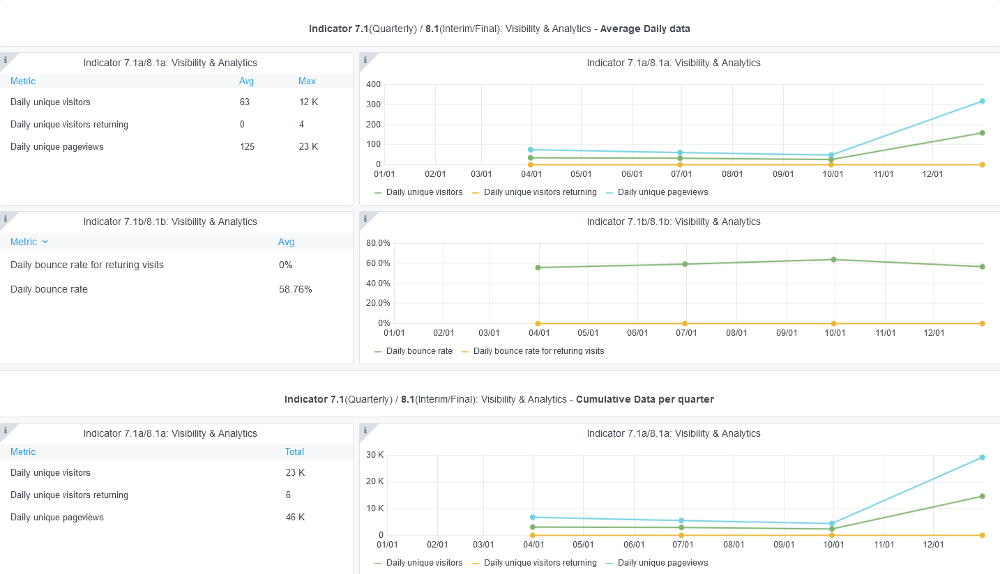 Indicator 7.1(Quarterly) / 8.1(Interim/Final): Visibility & Analytics - Average Daily data
i
Indicator 7.1a/8.1a: Visibility & Analytics
Metric Avg Max
Daily unique visitors 63 12 K
Daily unique visitors returning 0 4
Daily unique pageviews 125 23 K
i
Indicator 7.1a/8.1a: Visibility & Analytics
400
300
200
100
0
01/01 02/01 03/01 04/01 05/01 06/01 07/01 08/01 09/01 10/01 11/01 12/01
Daily unique visitors Daily unique visitors returning Daily unique pageviews
i
Indicator 7.1b/8.1b: Visibility & Analytics
Metric Avg
Daily bounce rate for returing visits 0%
Daily bounce rate 58.76%
i
Indicator 7.1b/8.1b: Visibility & Analytics
80.0%
60.0%
40.0%
20.0%
0%
01/01 02/01 03/01 04/01 05/01 06/01 07/01 08/01 09/01 10/01 11/01 12/01
Daily bounce rate Daily bounce rate for returing visits
Indicator 7.1(Quarterly) / 8.1(Interim/Final): Visibility & Analytics - Cumulative Data per quarter
i
Indicator 7.1a/8.1a: Visibility & Analytics
Metric Total
Daily unique visitors 23 K
Daily unique visitors returning 6
Daily unique pageviews 46 K
i
Indicator 7.1a/8.1a: Visibility & Analytics
30 K
20 K
10 K
0
01/01 02/01 03/01 04/01 05/01 06/01 07/01 08/01 09/01 10/01 11/01 12/01
Daily unique visitors Daily unique visitors returning Daily unique pageviews